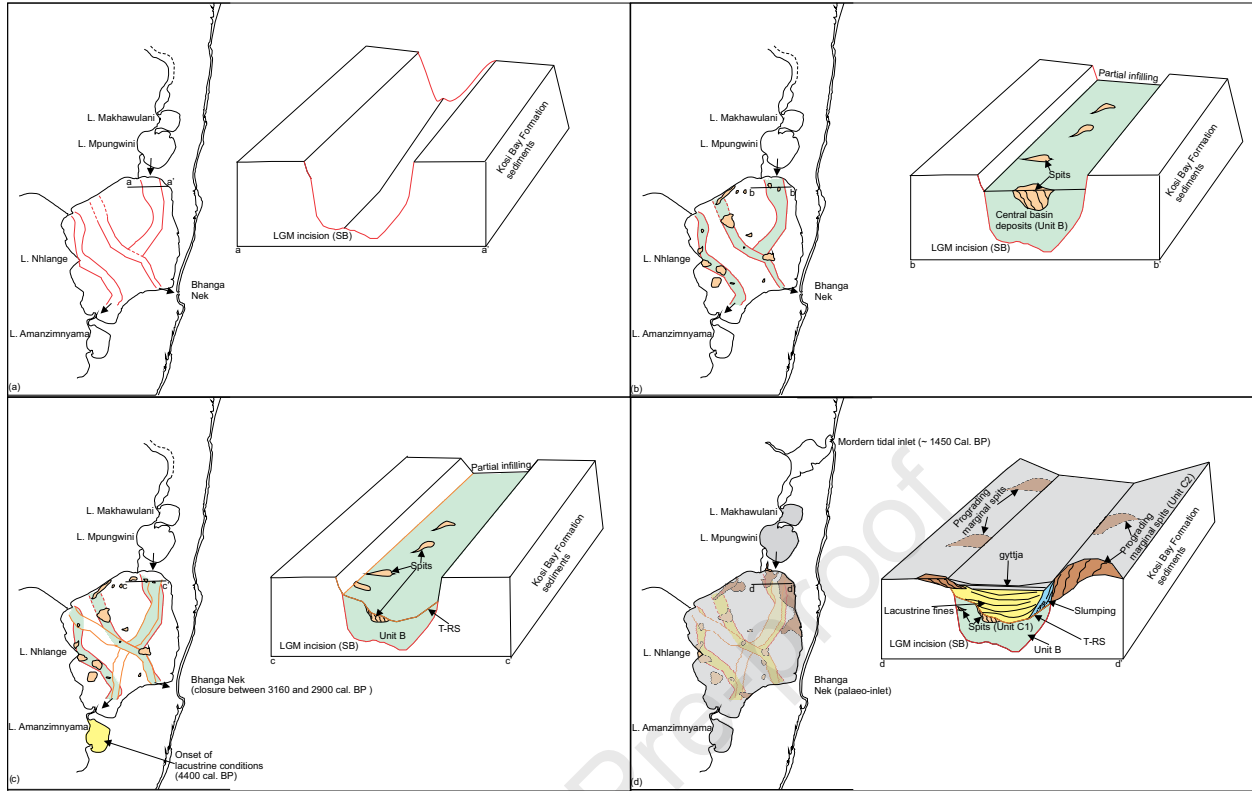 L. Makhawulani
L. Mpungwini
a
a'
L. Nhlange
Bhanga
Nek
L. Amanzimnyama
(a)
LGM incision (SB)
a
a'
Kosi Bay Formation
sediments
L. Makhawulani
L. Mpungwini
b
b'
L. Nhlange
Bhanga
Nek
L. Amanzimnyama
(b)
Partial infilling
Spits
Central basin
deposits (Unit B)
LGM incision (SB)
b
b'
Kosi Bay Formation
sediments
L. Makhawulani
L. Mpungwini
c
c'
L. Nhlange
Bhanga Nek
(closure between 3160 and 2900 cal. BP )
L. Amanzimnyama
Onset of
lacustrine conditions
(4400 cal. BP)
(c)
Partial infilling
Spits
T-RS
Unit B
LGM incision (SB)
c
c'
Kosi Bay Formation
sediments
Mordern tidal inlet (~ 1450 Cal. BP)
L. Makhawulani
L. Mpungwini
d
d'
L. Nhlange
Bhanga
Nek (palaeo-inlet)
L. Amanzimnyama
(d)
Prograding
marginal spits
Prograding
marginal spits (Unit C2)
gyttja
Lacustrine fines
Spits (Unit C1)
Slumping
T-RS
Unit B
LGM incision (SB)
d
d'
Kosi Bay Formation
sediments
Pre-proof